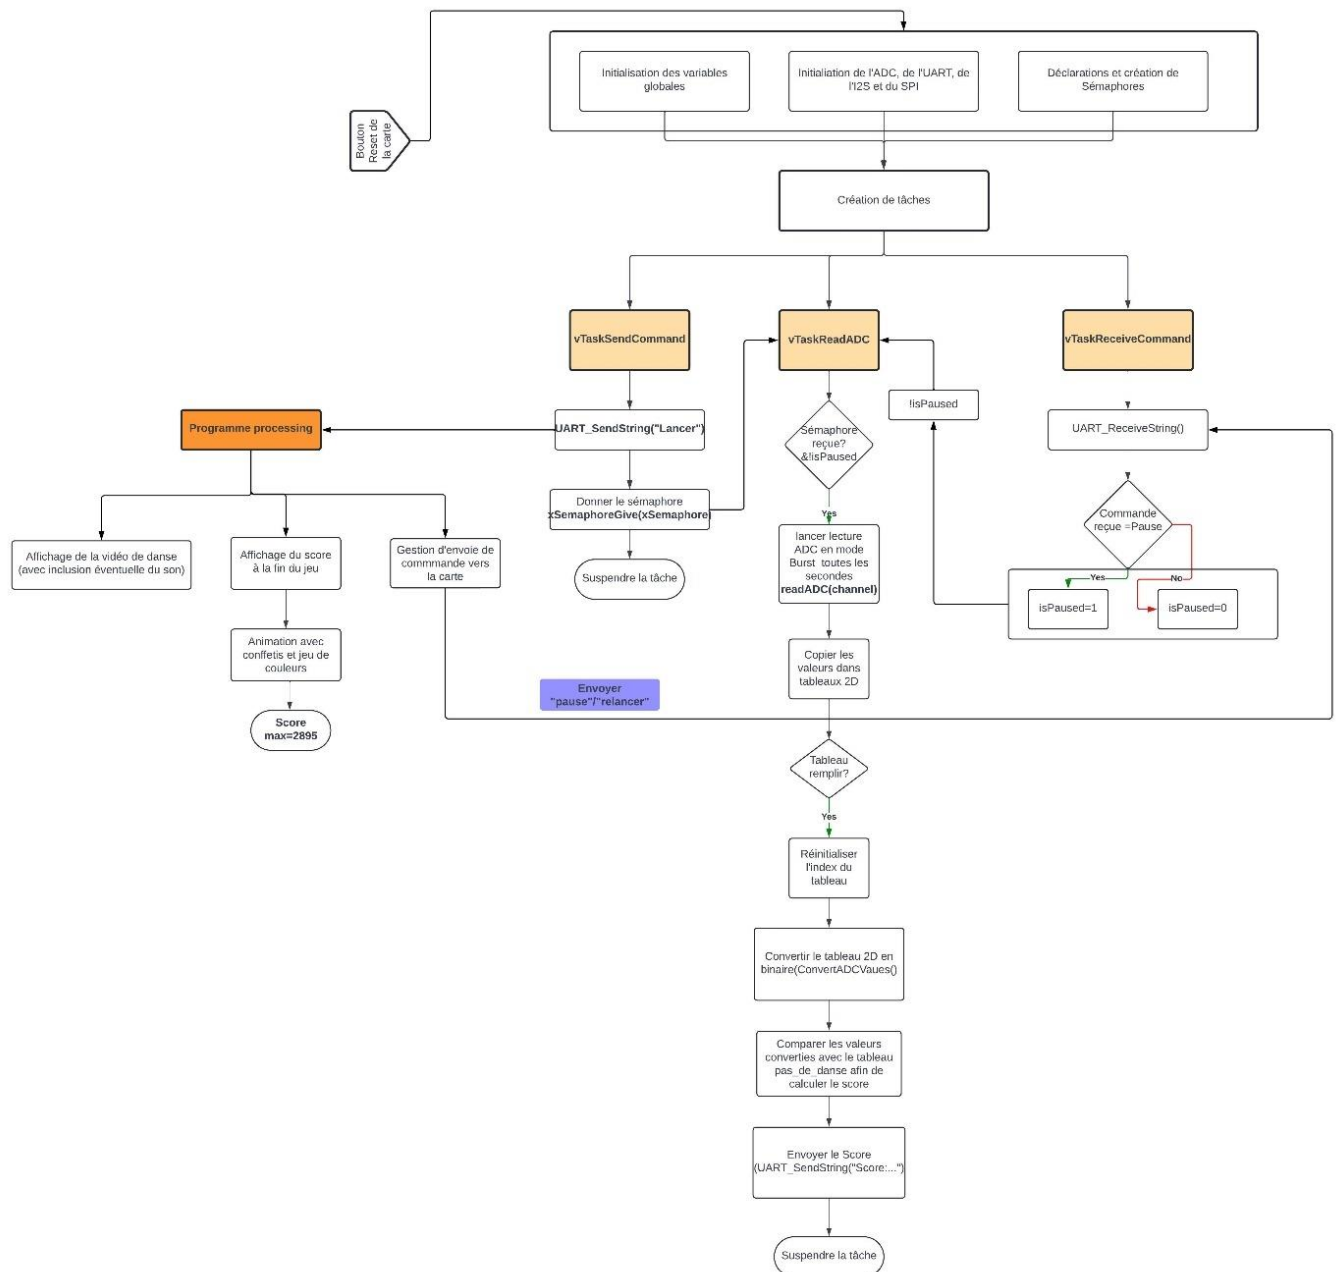 Initialisation des variables
globales
Initialiation de l'ADC, de l'UART, de
l'I2S et du SPI
Déclarations et création de
Sémaphores
Bouton
Reset de
la carte
Création de tâches
vTaskSendCommand
vTaskReadADC
vTaskReceiveCommand
!isPaused
Programme processing
UART_SendString("Lancer")
Sémaphore
reçue?
&!isPaused
UART_ReceiveString()
Donner le sémaphore
xSemaphoreGive(xSemaphore)
Yes
Commande
reçue =Pause
Affichage de la vidéo de danse
(avec inclusion éventuelle du son)
Affichage du score
à la fin du jeu
Gestion d'envoie de
commmande vers
la carte
Suspendre la tâche
lancer lecture
ADC en mode
Burst toutes les
secondes
readADC(channel)
Yes
No
isPaused=1
isPaused=0
Animation avec
conffetis et jeu de
couleurs
Copier les
valeurs dans
tableaux 2D
Envoyer
"pause"/"relancer"
Score
max=2895
Tableau
remplir?
Yes
Réinitialiser
l'index du
tableau
Convertir le tableau 2D en
binaire(ConvertADCVaues()
Comparer les valeurs
converties avec le tableau
pas_de_danse afin de
calculer le score
Envoyer le Score
(UART_SendString("Score:...")
Suspendre la tâche